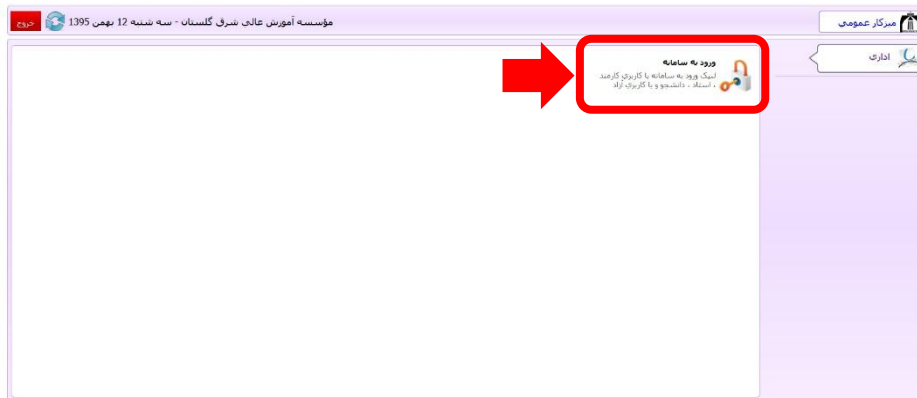 میزکار عمومی
مؤسسه آموزش عالی شرق گلستان - سه شنبه 12 بهمن 1395
خروج
اداری
ورود به سامانه
لینک ورود به سامانه با کاربری کارمند
، استاد ، دانشجو و یا کاربری آزاد